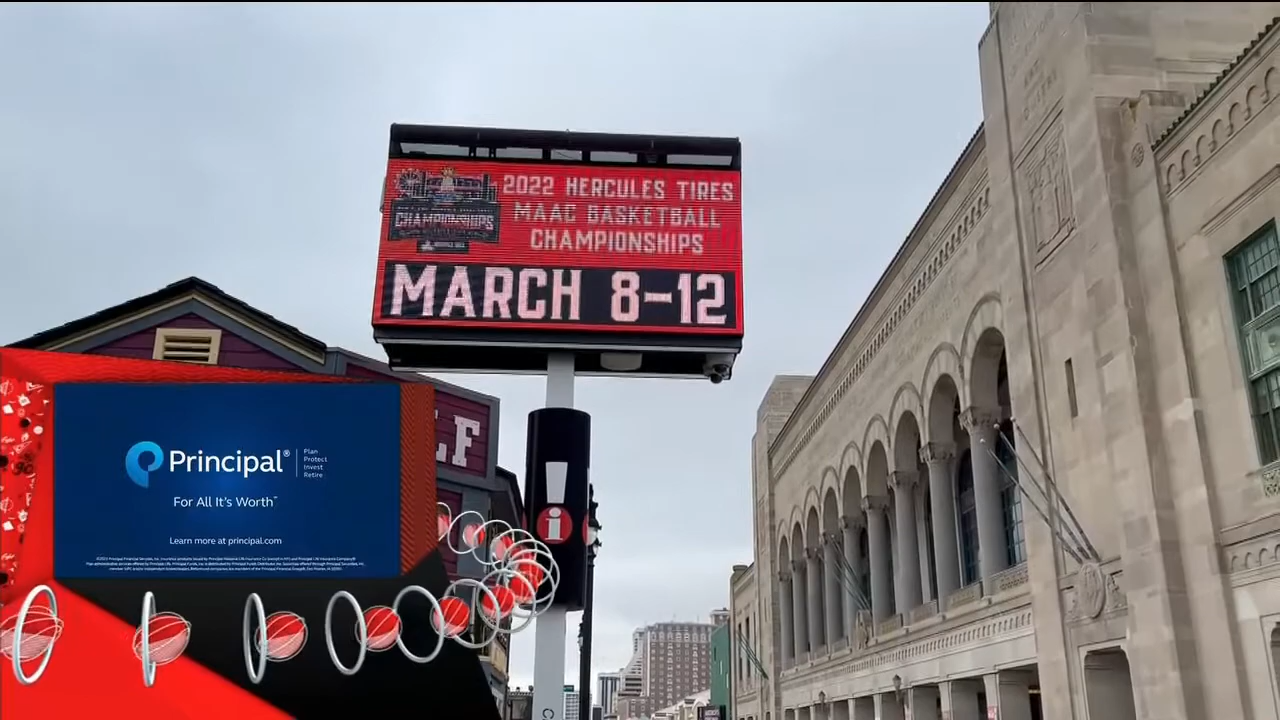 CHAMPIONSHIPS
2022 HERCULES TIRES
MAAC BASKETBALL
CHAMPIONSHIPS
MARCH 8-12
LF
i
Principal®
Plan
Protect
Invest
Retire
For All It's Worth℠
Learn more at principal.com